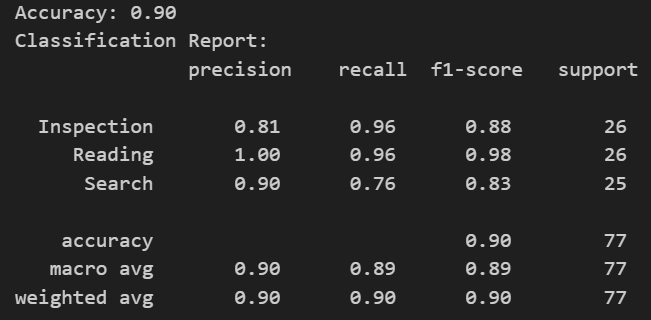 Accuracy: 0.90
Classification Report:
precision recall f1-score support
Inspection 0.81 0.96 0.88 26
Reading 1.00 0.96 0.98 26
Search 0.90 0.76 0.83 25
accuracy 0.90 77
macro avg 0.90 0.89 0.89 77
weighted avg 0.90 0.90 0.90 77